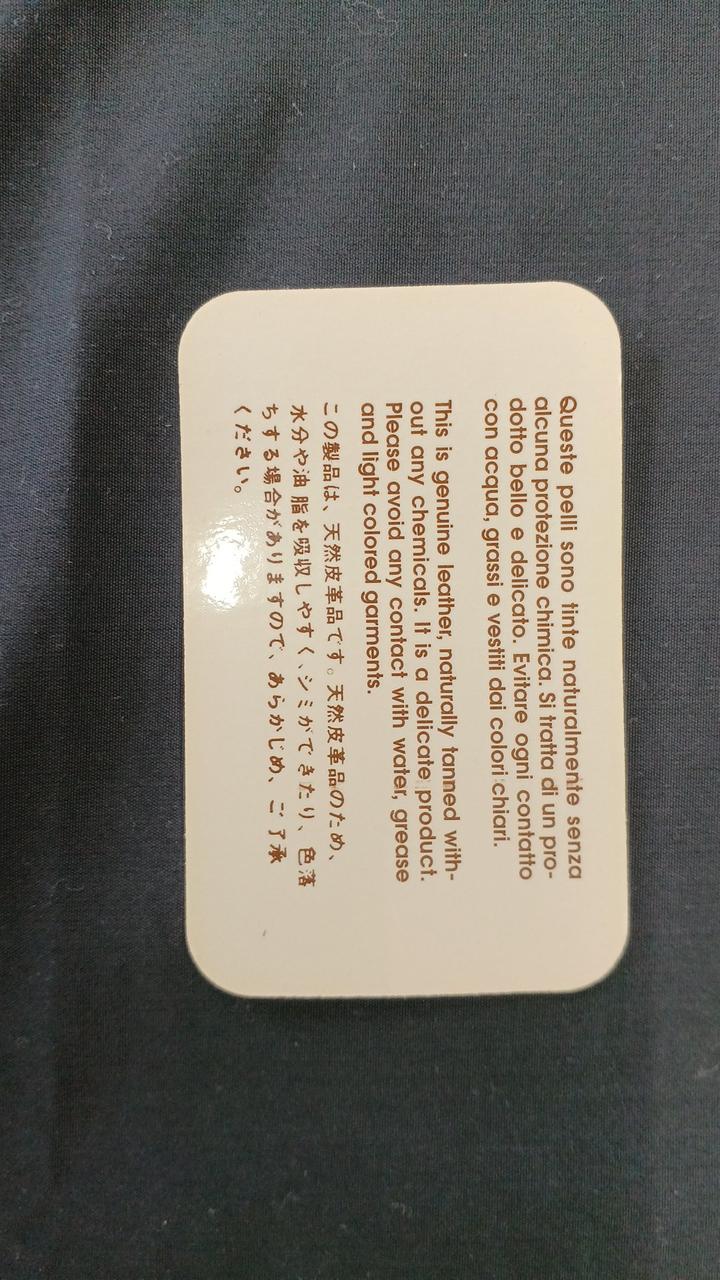 Queste pelli sono tinte naturalmente senza
alcuna protezione chimica. Si tratta di un pro-
dotto bello e delicato. Evitare ogni contatto
con acqua, grassi e vestiti dai colori chiari.
This is genuine leather, naturally tanned with-
out any chemicals. It is a delicate product.
Please avoid any contact with water, grease
and light colored garments.
この製品は、天然皮革品です。天然皮革品のため、
水分や油脂を吸収しやすく、シミができたり、色落
ちする場合がありますので、あらかじめ、ご了承
ください。